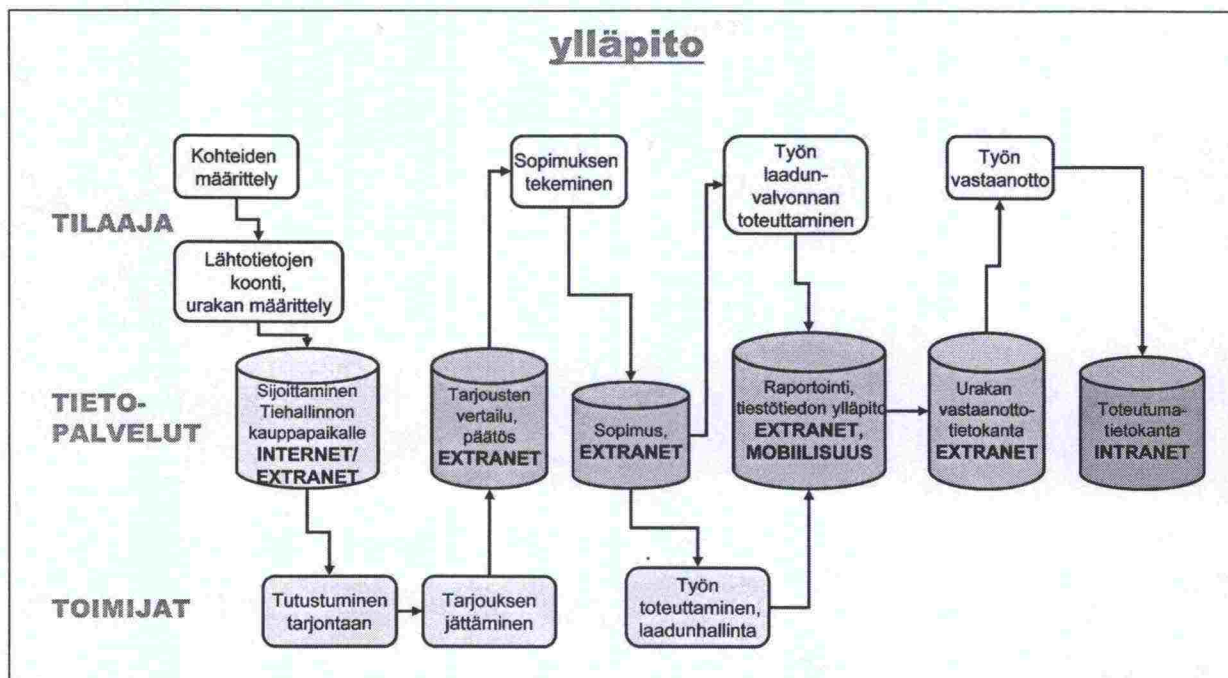 ylläpito
TILAAJA
Kohteiden
määrittely
Lähtotietojen
koonti,
urakan määrittely
Sopimuksen
tekeminen
Työn
laadun-
valvonnan
toteuttaminen
Työn
vastaanotto
TIETO-
PALVELUT
Sijoittaminen
Tiehallinnon
kauppapaikalle
INTERNET/
EXTRANET
Tarjousten
vertailu,
päätös
EXTRANET
Sopimus,
EXTRANET
Raportointi,
tiestötiedon ylläpito
EXTRANET,
MOBIILISUUS
Urakan
vastaanotto-
tietokanta
EXTRANET
Toteutuma-
tietokanta
INTRANET
TOIMIJAT
Tutustuminen
tarjontaan
Tarjouksen
jättäminen
Työn
toteuttaminen,
laadunhallinta